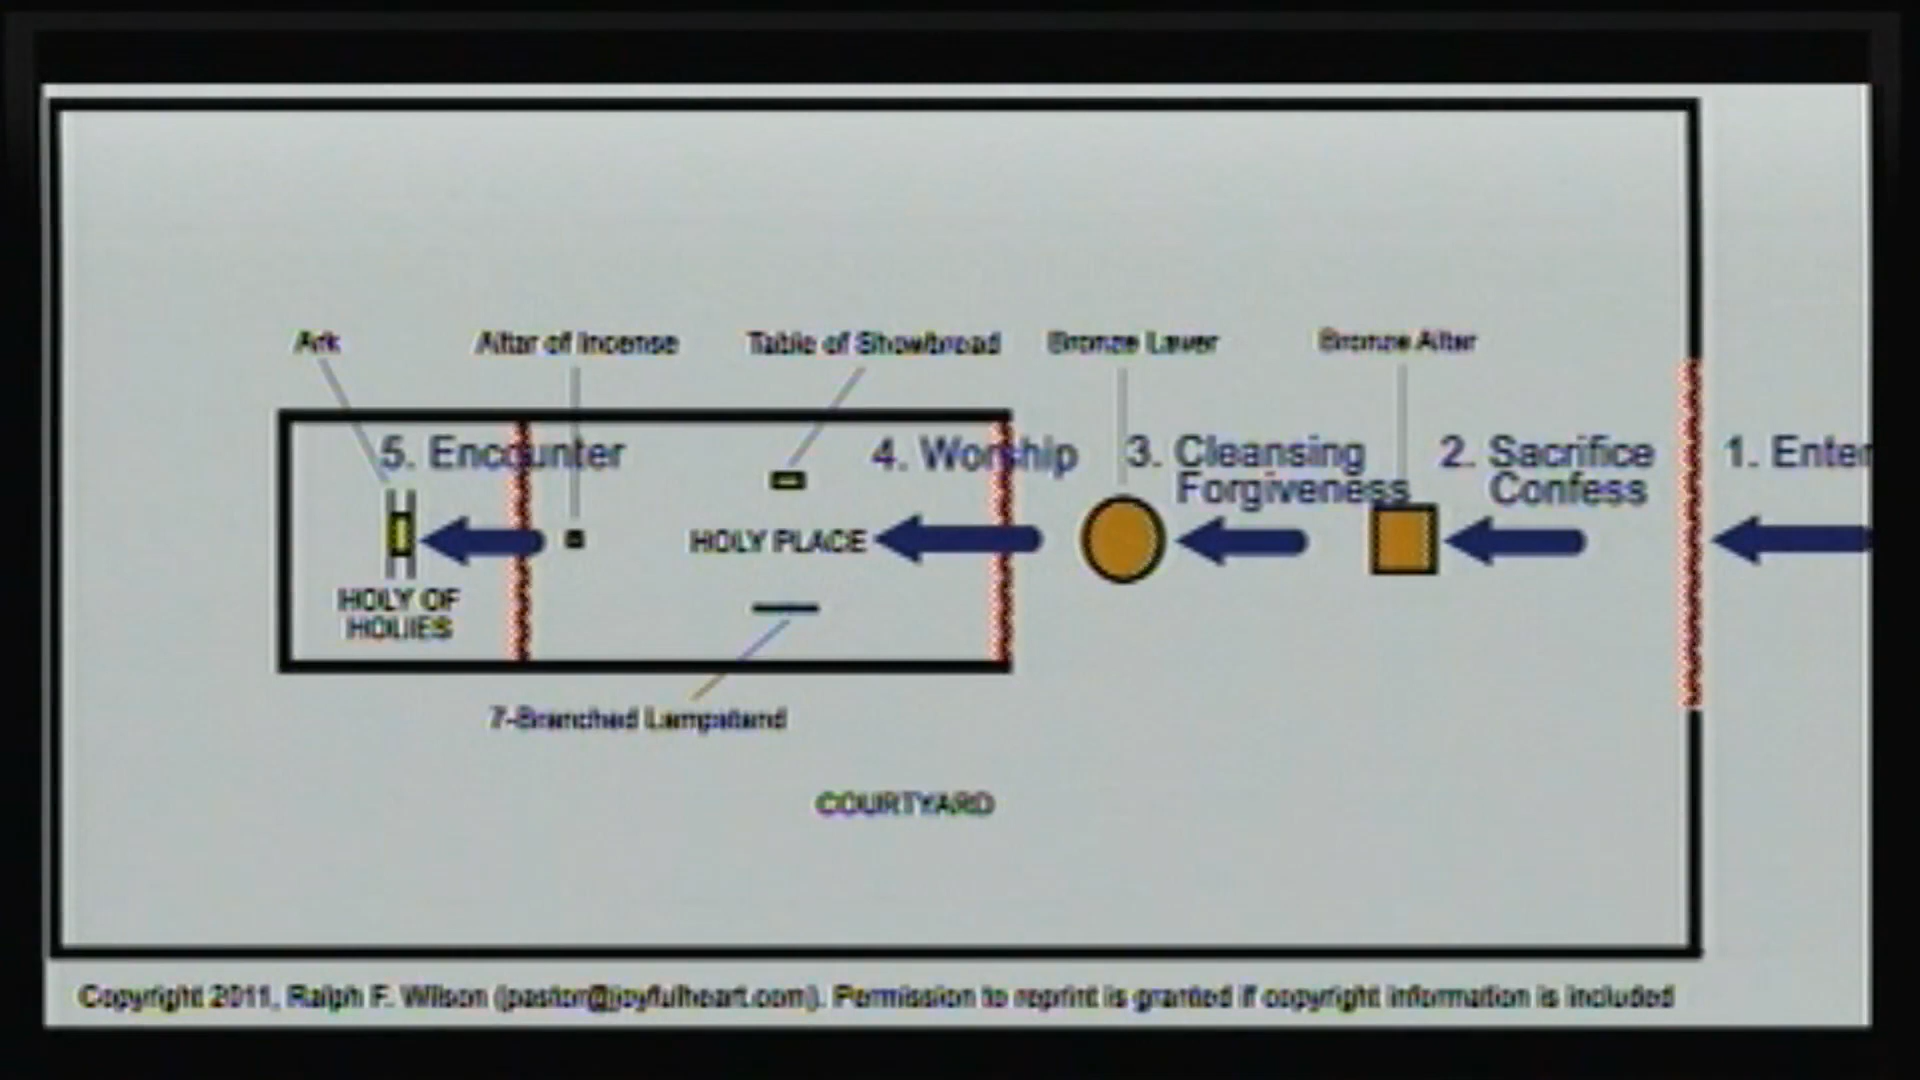 Ark
Altar of Incense
Table of Showbread
Bronze Laver
Bronze Altar
5. Encounter
4. Worship
3. Cleansing
Forgiveness
2. Sacrifice
Confess
1. Enter
HOLY PLACE
HOLY OF
HOLIES
7-Branched Lampstand
COURTYARD
Copyright 2011, Ralph F. Wilson (pastor@joyfulheart.com). Permission to reprint is granted if copyright information is included